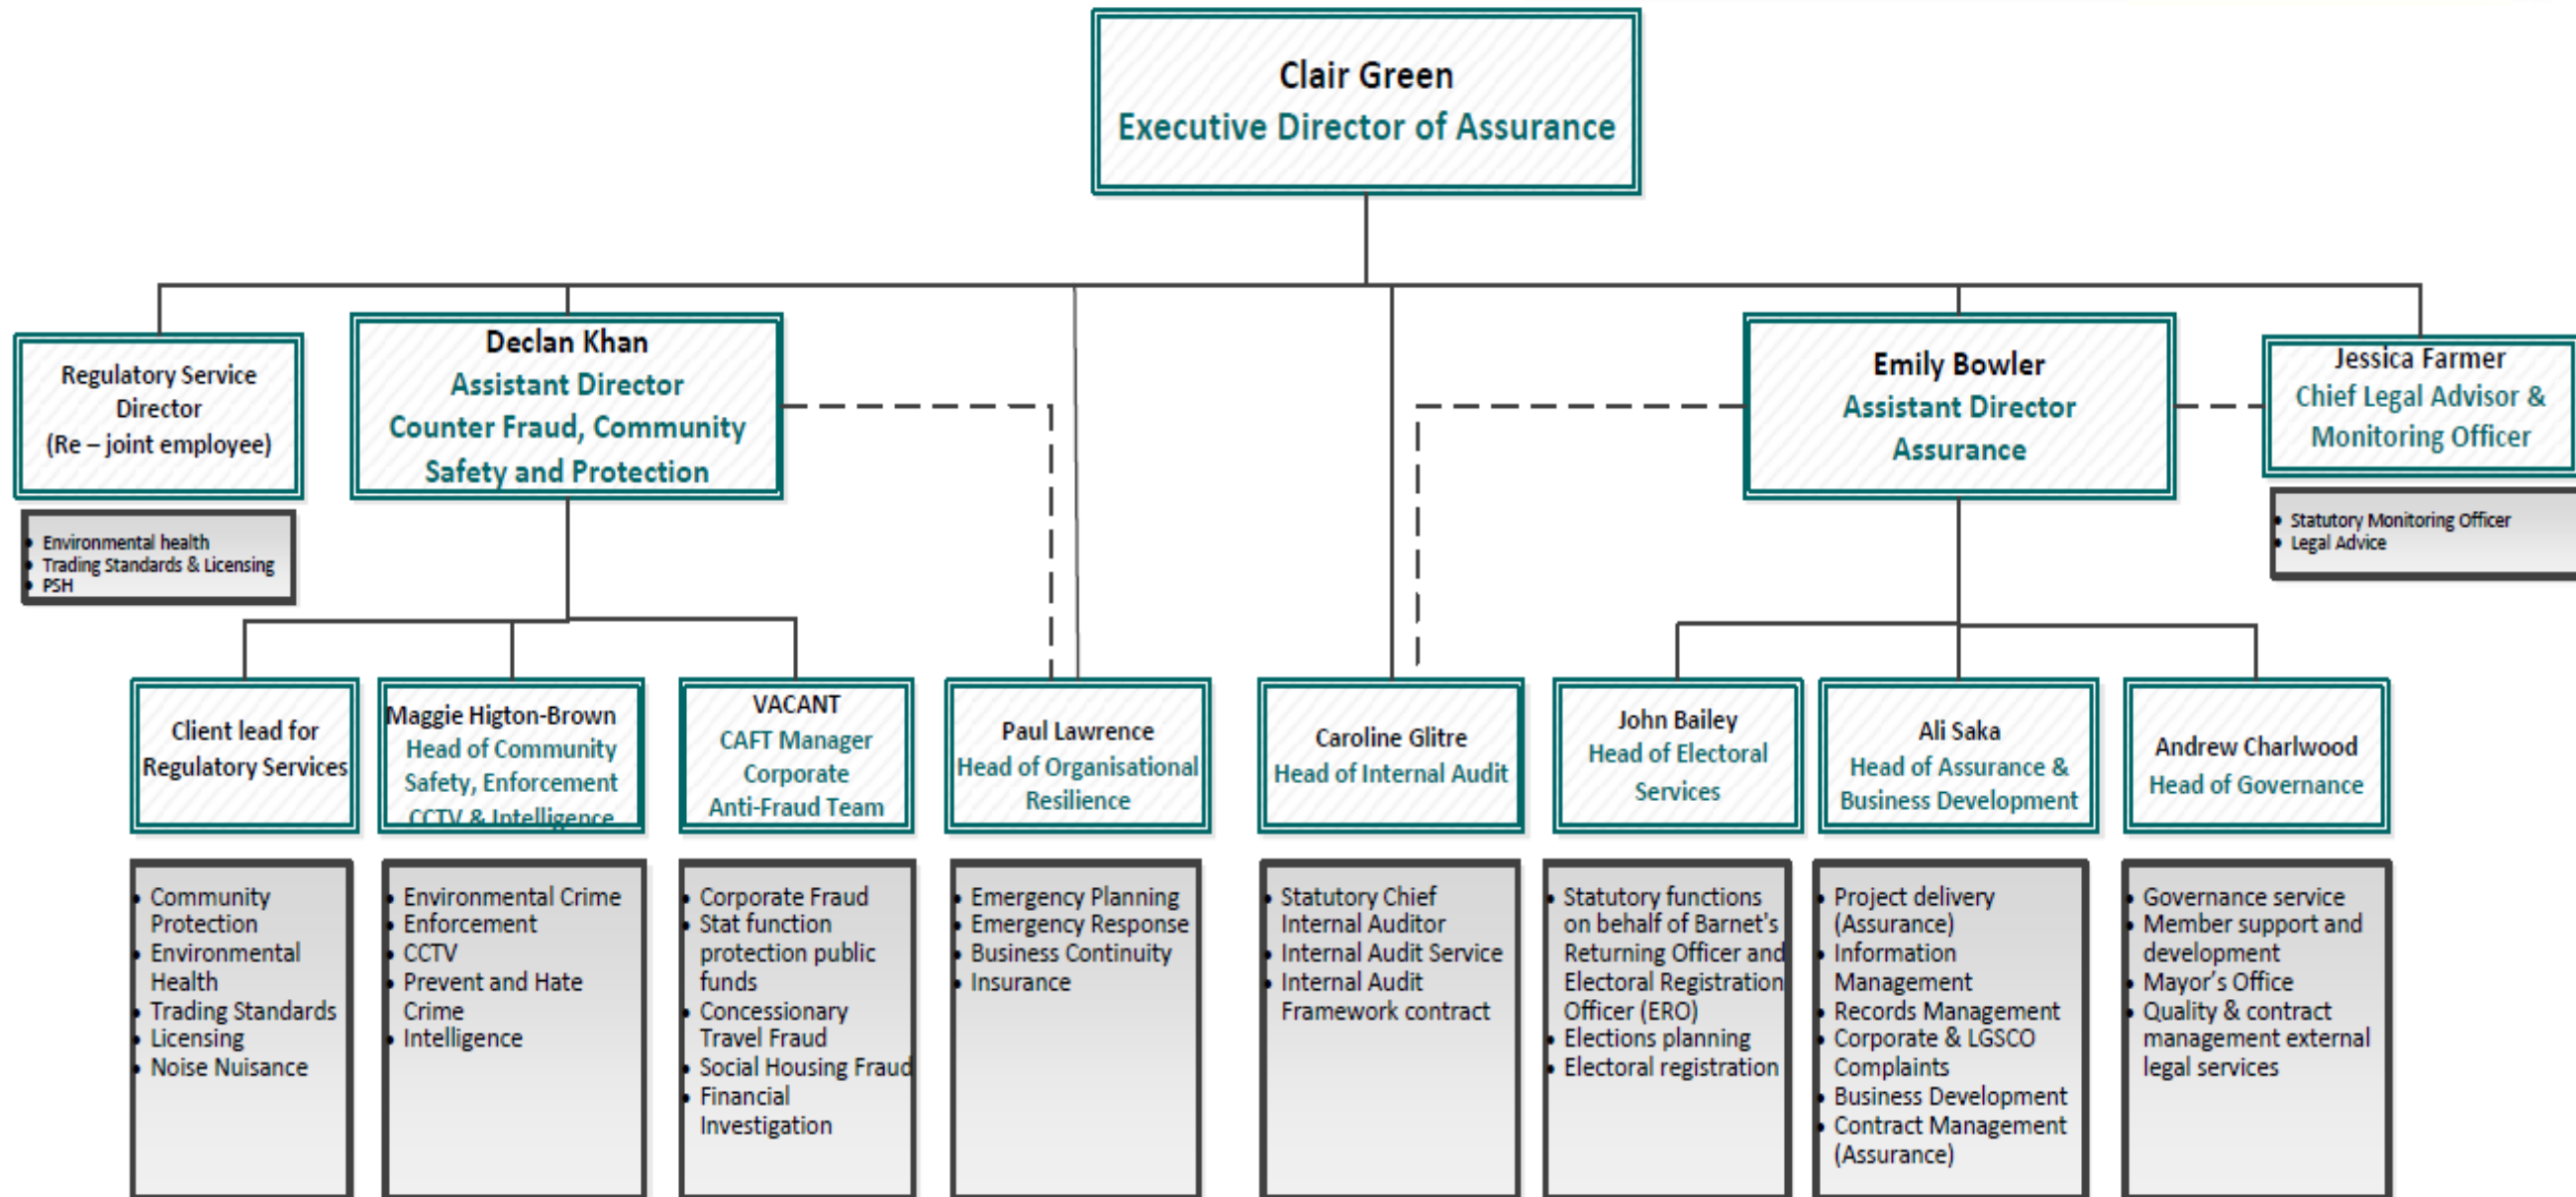 Clair Green
Executive Director of Assurance
Regulatory Service
Director
(Re – joint employee)
• Environmental health
• Trading Standards & Licensing
• PSH
Declan Khan
Assistant Director
Counter Fraud, Community
Safety and Protection
Emily Bowler
Assistant Director
Assurance
Jessica Farmer
Chief Legal Advisor &
Monitoring Officer
• Statutory Monitoring Officer
• Legal Advice
Client lead for
Regulatory Services
Maggie Higton-Brown
Head of Community
Safety, Enforcement
CCTV & Intelligence
VACANT
CAFT Manager
Corporate
Anti-Fraud Team
Paul Lawrence
Head of Organisational
Resilience
Caroline Glitre
Head of Internal Audit
John Bailey
Head of Electoral
Services
Ali Saka
Head of Assurance &
Business Development
Andrew Charlwood
Head of Governance
• Community
Protection
• Environmental
Health
• Trading Standards
• Licensing
• Noise Nuisance
• Environmental Crime
• Enforcement
• CCTV
• Prevent and Hate
Crime
• Intelligence
• Corporate Fraud
• Stat function
protection public
funds
• Concessionary
Travel Fraud
• Social Housing Fraud
• Financial
Investigation
• Emergency Planning
• Emergency Response
• Business Continuity
• Insurance
• Statutory Chief
Internal Auditor
• Internal Audit Service
• Internal Audit
Framework contract
• Statutory functions
on behalf of Barnet's
Returning Officer and
Electoral Registration
Officer (ERO)
• Elections planning
• Electoral registration
• Project delivery
(Assurance)
• Information
Management
• Records Management
• Corporate & LGSCO
Complaints
• Business Development
• Contract Management
(Assurance)
• Governance service
• Member support and
development
• Mayor’s Office
• Quality & contract
management external
legal services